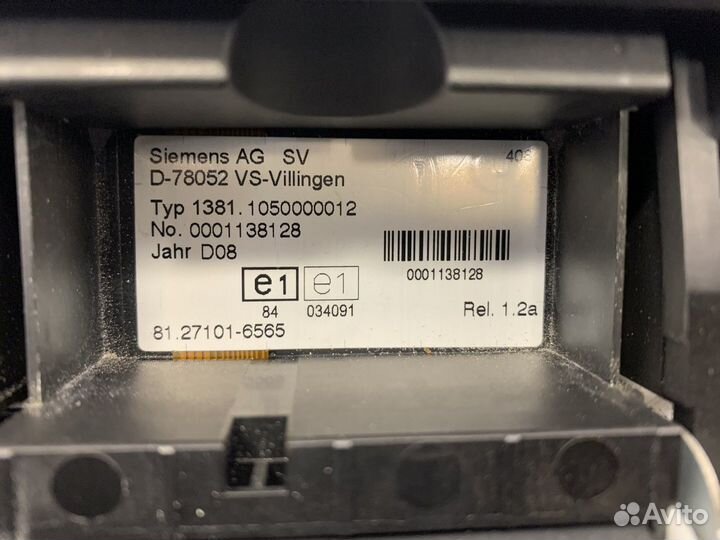 Siemens AG SV
D-78052 VS-Villingen
Typ 1381.1050000012
No. 0001138128
Jahr D08
0001138128
e1 e1
84 034091
Rel. 1.2a
81.27101-6565
Avito